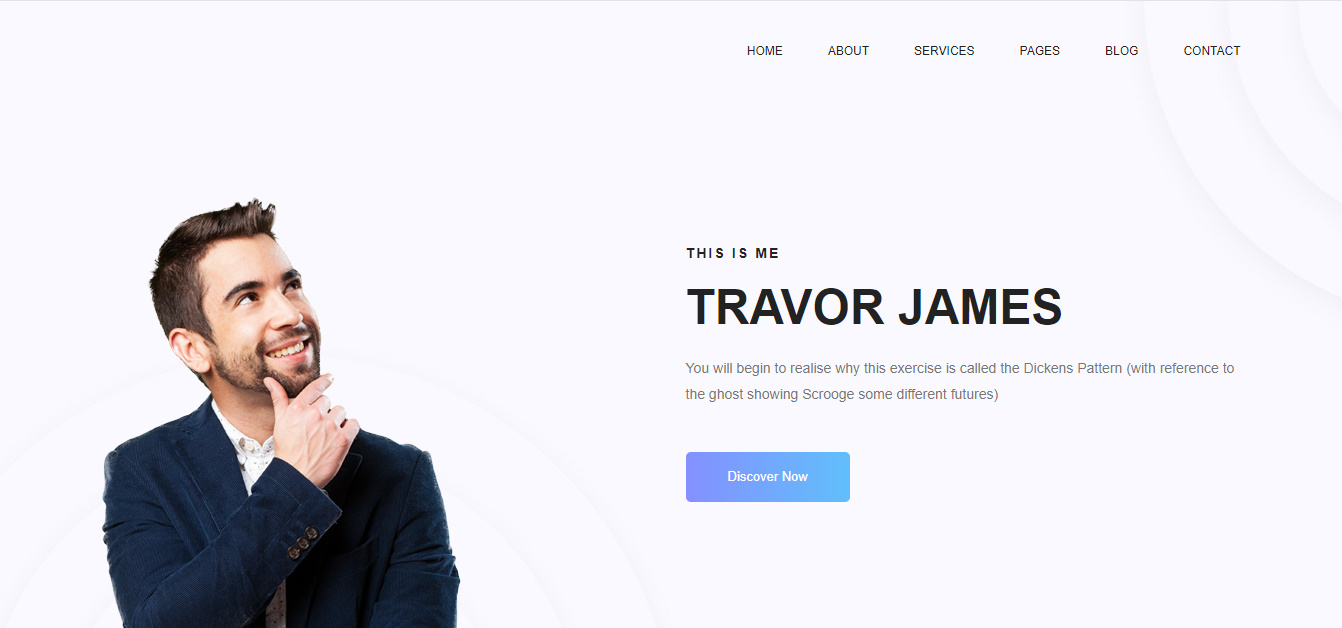 HOME ABOUT SERVICES PAGES BLOG CONTACT
THIS IS ME
TRAVOR JAMES
You will begin to realise why this exercise is called the Dickens Pattern (with reference to
the ghost showing Scrooge some different futures)
Discover Now